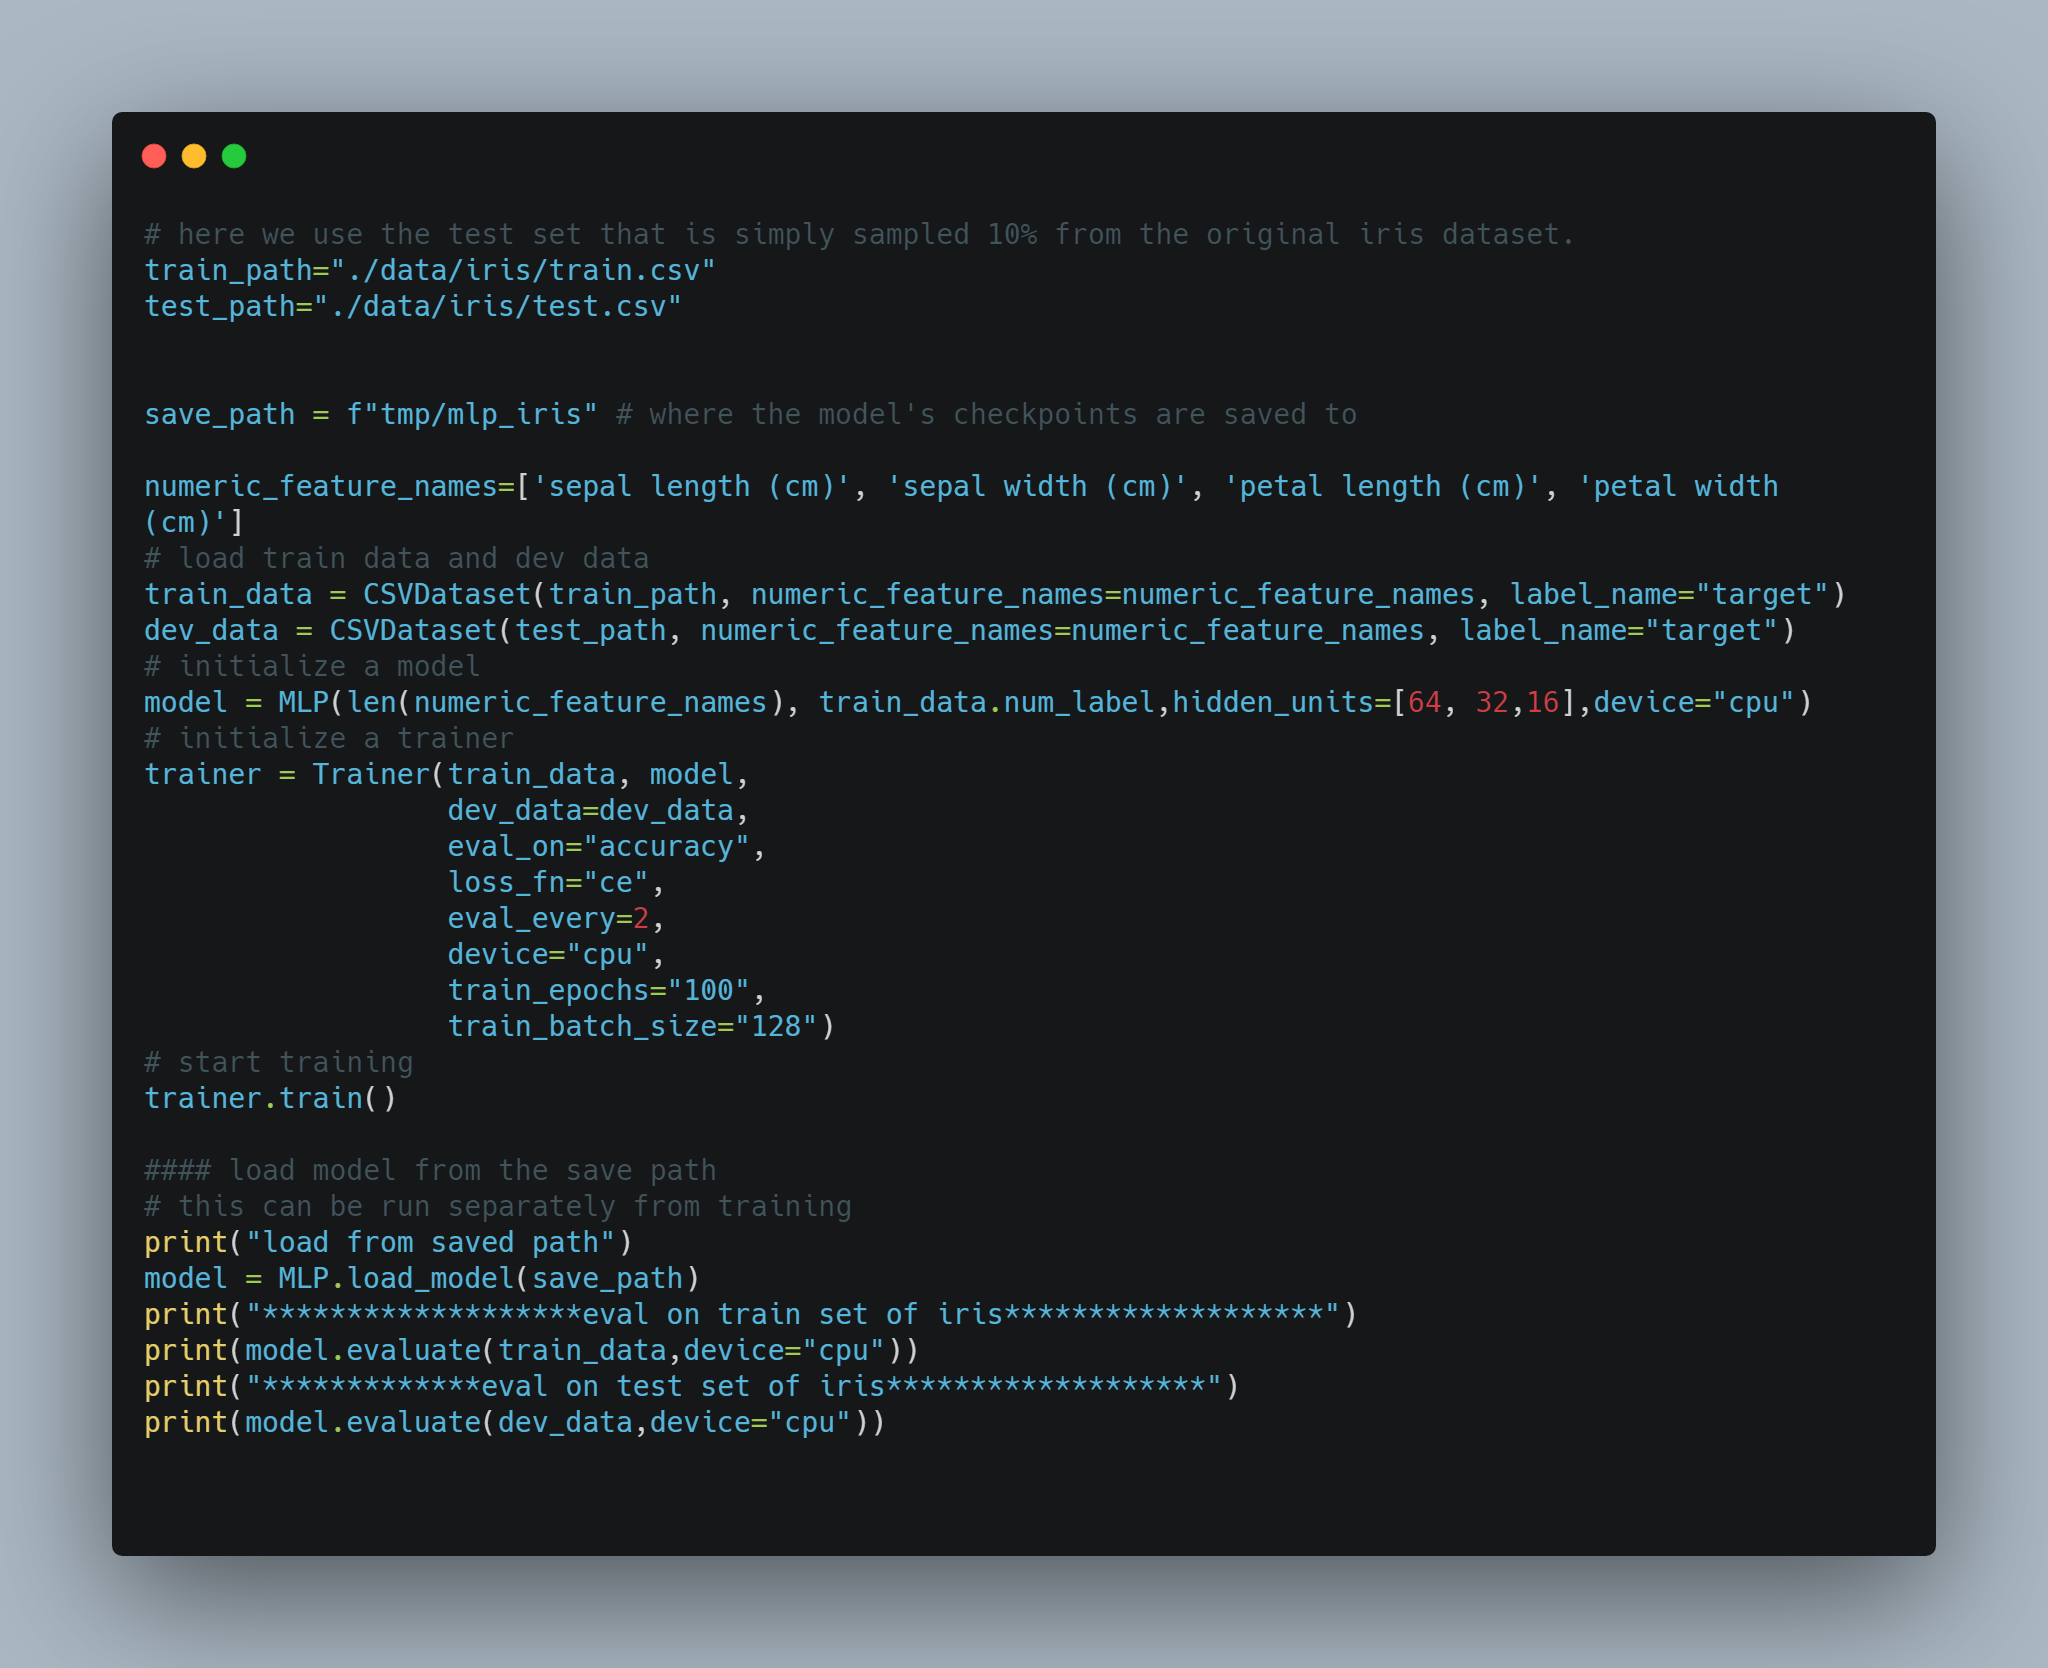 # here we use the test set that is simply sampled 10% from the original iris dataset.
train_path="./data/iris/train.csv"
test_path="./data/iris/test.csv"
save_path = f"tmp/mlp_iris" # where the model's checkpoints are saved to
numeric_feature_names=['sepal length (cm)', 'sepal width (cm)', 'petal length (cm)', 'petal width
(cm)']
# load train data and dev data
train_data = CSVDataset(train_path, numeric_feature_names=numeric_feature_names, label_name="target")
dev_data = CSVDataset(test_path, numeric_feature_names=numeric_feature_names, label_name="target")
# initialize a model
model = MLP(len(numeric_feature_names), train_data.num_label,hidden_units=[64, 32,16],device="cpu")
# initialize a trainer
trainer = Trainer(train_data, model,
                  dev_data=dev_data,
                  eval_on="accuracy",
                  loss_fn="ce",
                  eval_every=2,
                  device="cpu",
                  train_epochs="100",
                  train_batch_size="128")
# start training
trainer.train()
#### load model from the save path
# this can be run separately from training
print("load from saved path")
model = MLP.load_model(save_path)
print("*******************eval on train set of iris*******************")
print(model.evaluate(train_data,device="cpu"))
print("*************eval on test set of iris*******************")
print(model.evaluate(dev_data,device="cpu"))